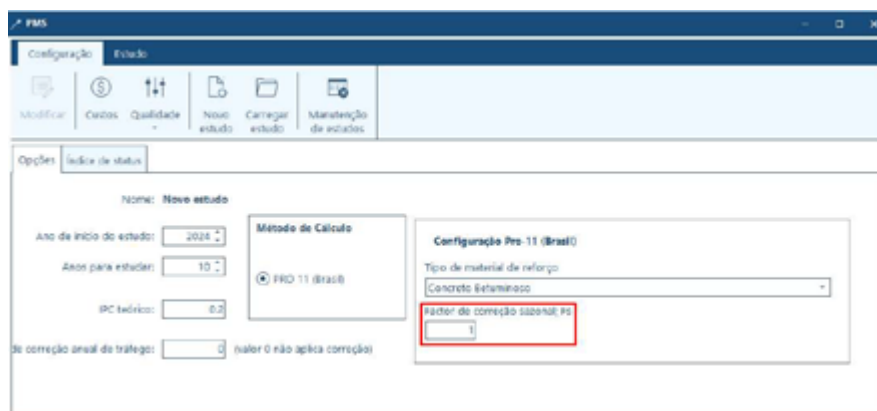 PMS
Configuração Estudo
Modificar Custos Qualidade Novo estudo Carregar estudo Manutenção de estudos
Opções Índice de status
Nome: Novo estudo
Ano de início do estudo: 2024
Anos para estudar: 10
IPC teórico: 0.2
de correção anual de tráfego: 0 (valor 0 não aplica correção)
Método de Cálculo
PRO 11 (Brasil)
Configuração Pro-11 (Brasil)
Tipo de material de reforço
Concreto Betuminoso
Factor de correção sazonal; Fs
1